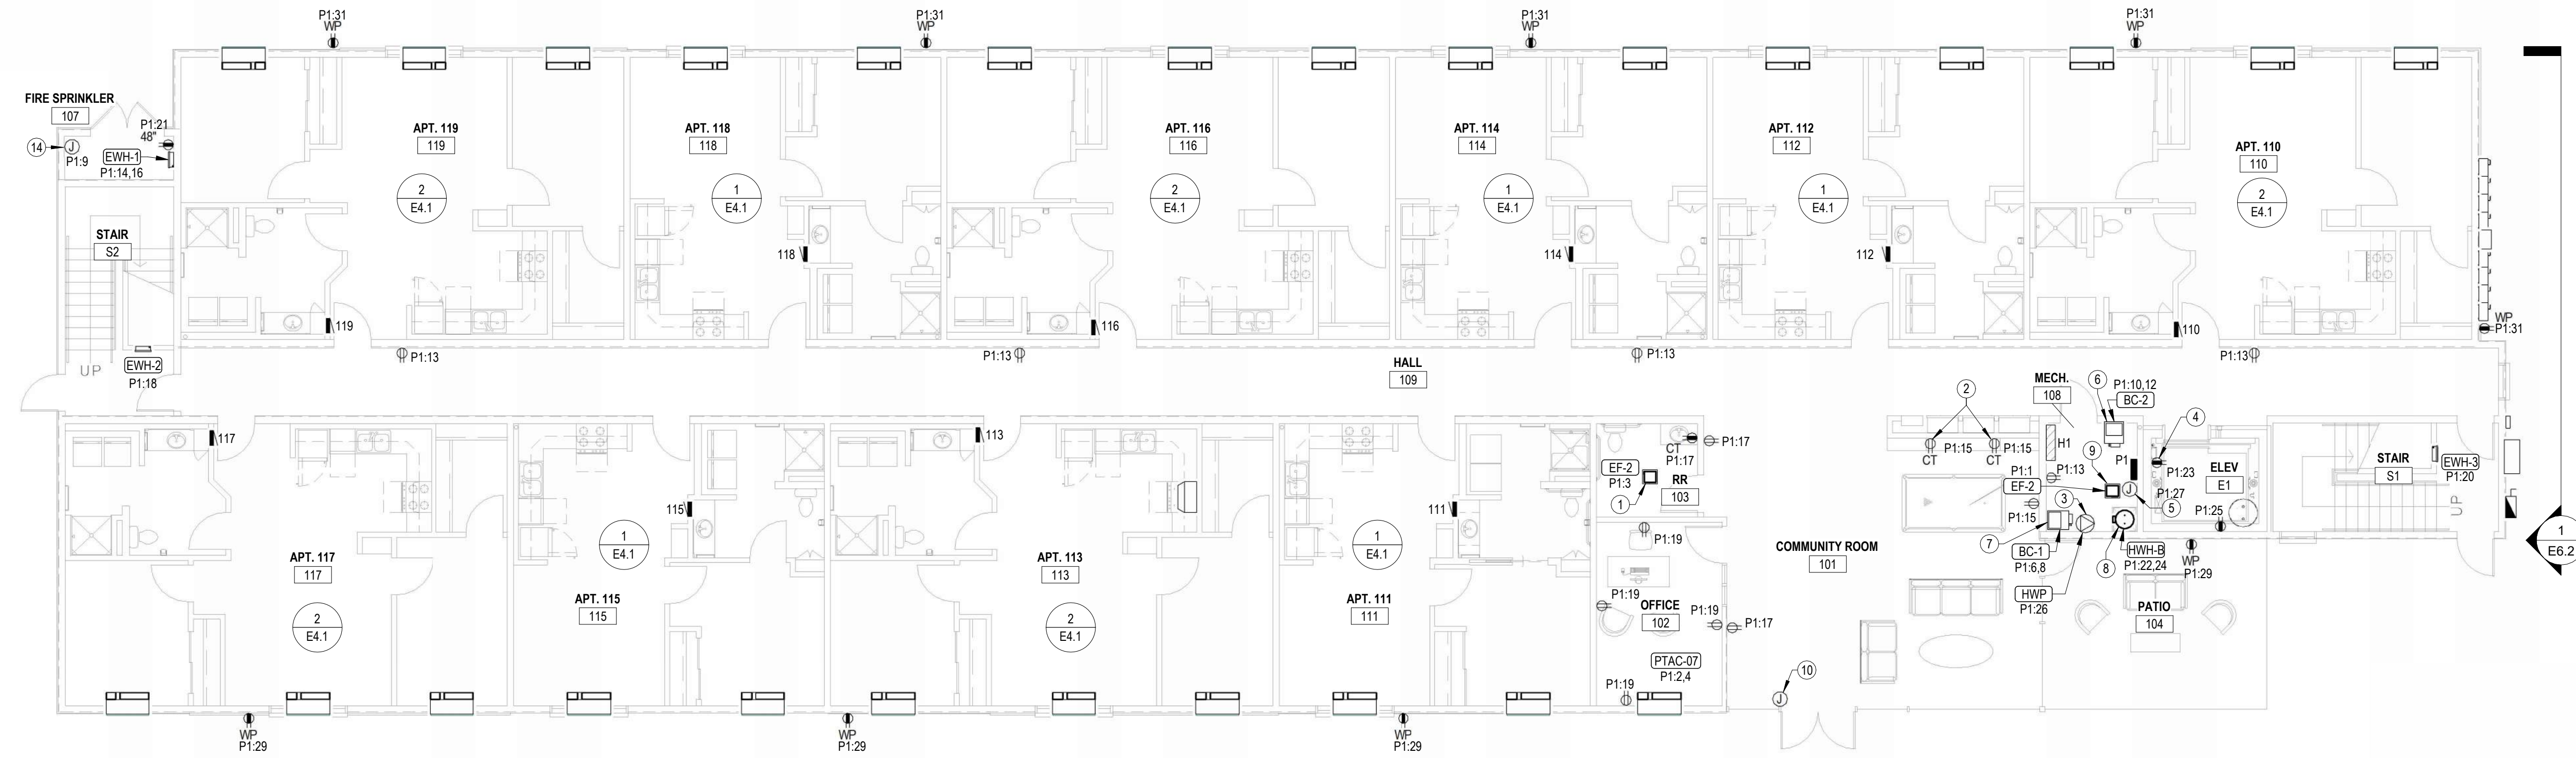 P1:31
WP
P1:31
WP
P1:31
WP
P1:31
WP
FIRE SPRINKLER
107
P1:21
48"
14
J
P1:9
EWH-1
P1:14,16
APT. 119
119
2
E4.1
APT. 118
118
1
E4.1
APT. 116
116
2
E4.1
APT. 114
114
1
E4.1
APT. 112
112
1
E4.1
APT. 110
110
2
E4.1
STAIR
S2
118
114
112
119
116
110
WP
P1:31
EWH-2
P1:18
UP
P1:13
P1:13
P1:13
P1:13
HALL
109
MECH.
108
2
6
P1:10,12
BC-2
4
117
113
CT
P1:17
P1:17
P1:15
CT
P1:15
CT
H1
9
P1
P1:13
P1:1
EF-2
P1:23
ELEV
E1
STAIR
S1
EWH-3
P1:20
UP
EF-2
P1:3
1
RR
103
3
J
P1:27
5
P1:25
P1:15
7
BC-1
P1:6,8
HWH-B
P1:22,24
8
WP
P1:29
HWP
P1:26
1
E6.2
115
111
1
E4.1
1
E4.1
P1:19
APT. 117
117
2
E4.1
APT. 115
115
APT. 113
113
2
E4.1
APT. 111
111
P1:19
OFFICE
102
P1:19
P1:17
COMMUNITY ROOM
101
PATIO
104
PTAC-07
P1:2,4
P1:19
10
J
WP
P1:29
WP
P1:29
WP
P1:29